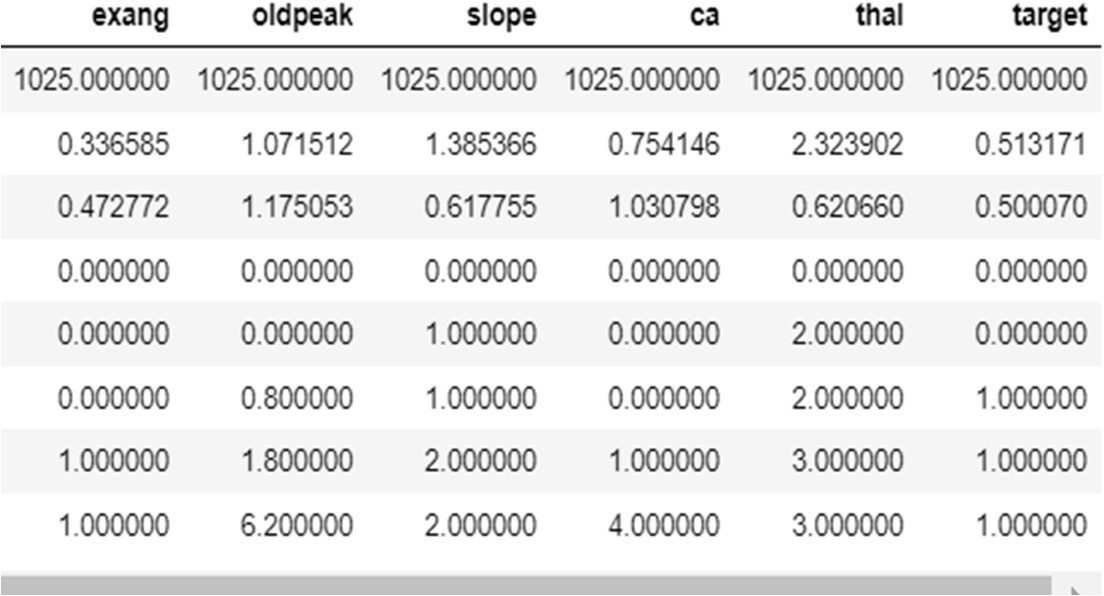 exang oldpeak slope ca thal target
1025.000000 1025.000000 1025.000000 1025.000000 1025.000000 1025.000000
0.336585 1.071512 1.385366 0.754146 2.323902 0.513171
0.472772 1.175053 0.617755 1.030798 0.620660 0.500070
0.000000 0.000000 0.000000 0.000000 0.000000 0.000000
0.000000 0.000000 1.000000 0.000000 2.000000 0.000000
0.000000 0.800000 1.000000 0.000000 2.000000 1.000000
1.000000 1.800000 2.000000 1.000000 3.000000 1.000000
1.000000 6.200000 2.000000 4.000000 3.000000 1.000000